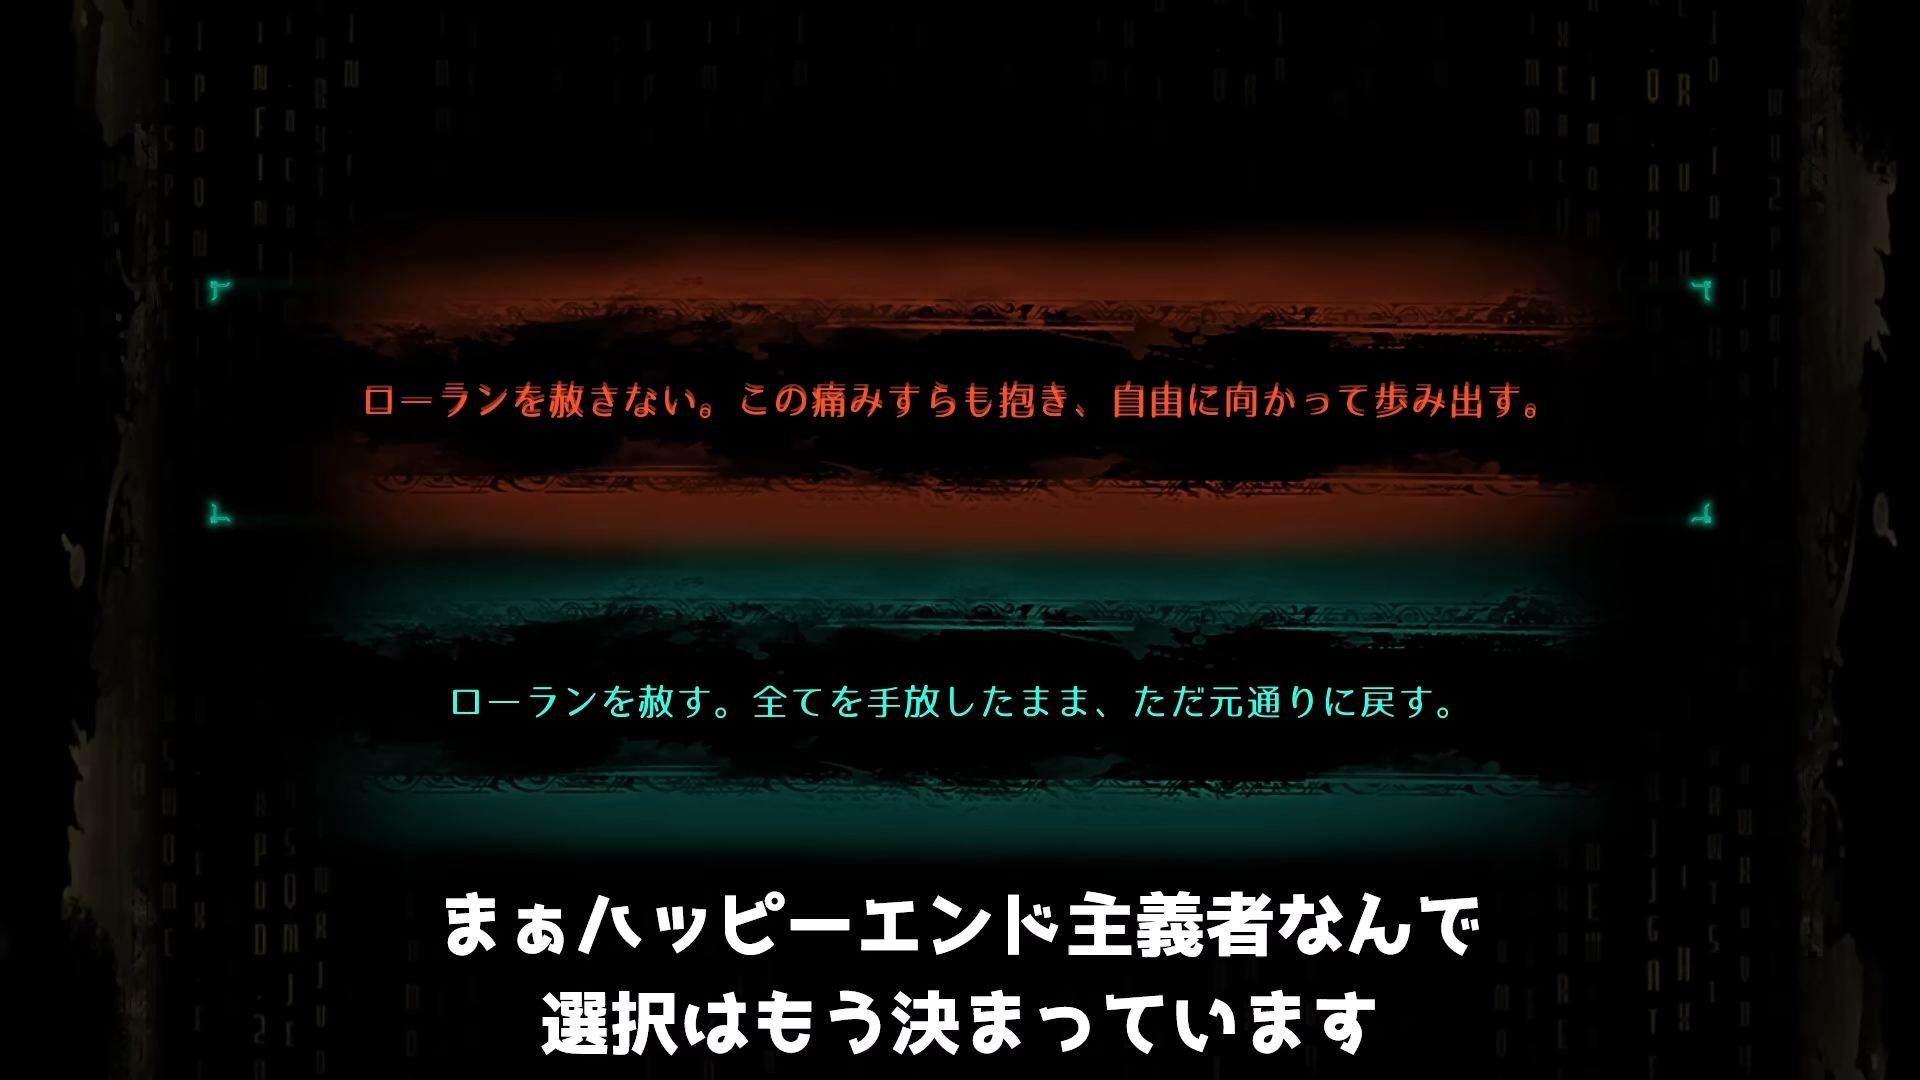 ローランを赦さない。この痛みすらも抱き、自由に向かって歩み出す。
ローランを赦す。全てを手放したまま、ただ元通りに戻す。
まぁハッピーエンド主義者なんで
選択はもう決まっています